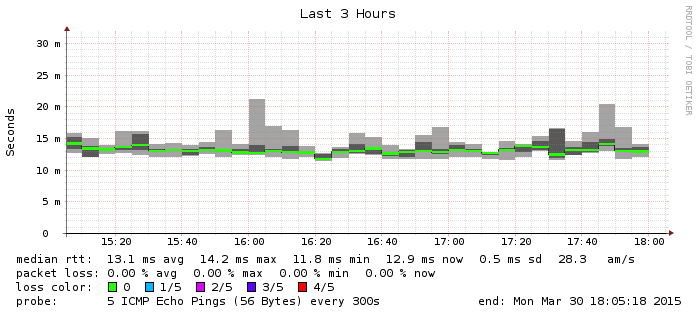 Last 3 Hours
RRDTOOL / TOBI OETIKER
Seconds
30 m
25 m
20 m
15 m
10 m
5 m
0
15:20 15:40 16:00 16:20 16:40 17:00 17:20 17:40 18:00
median rtt: 13.1 ms avg 14.2 ms max 11.8 ms min 12.9 ms now 0.5 ms sd 28.3 am/s
packet loss: 0.00 % avg 0.00 % max 0.00 % min 0.00 % now
loss color: 0 1/5 2/5 3/5 4/5
probe: 5 ICMP Echo Pings (56 Bytes) every 300s end: Mon Mar 30 18:05:18 2015